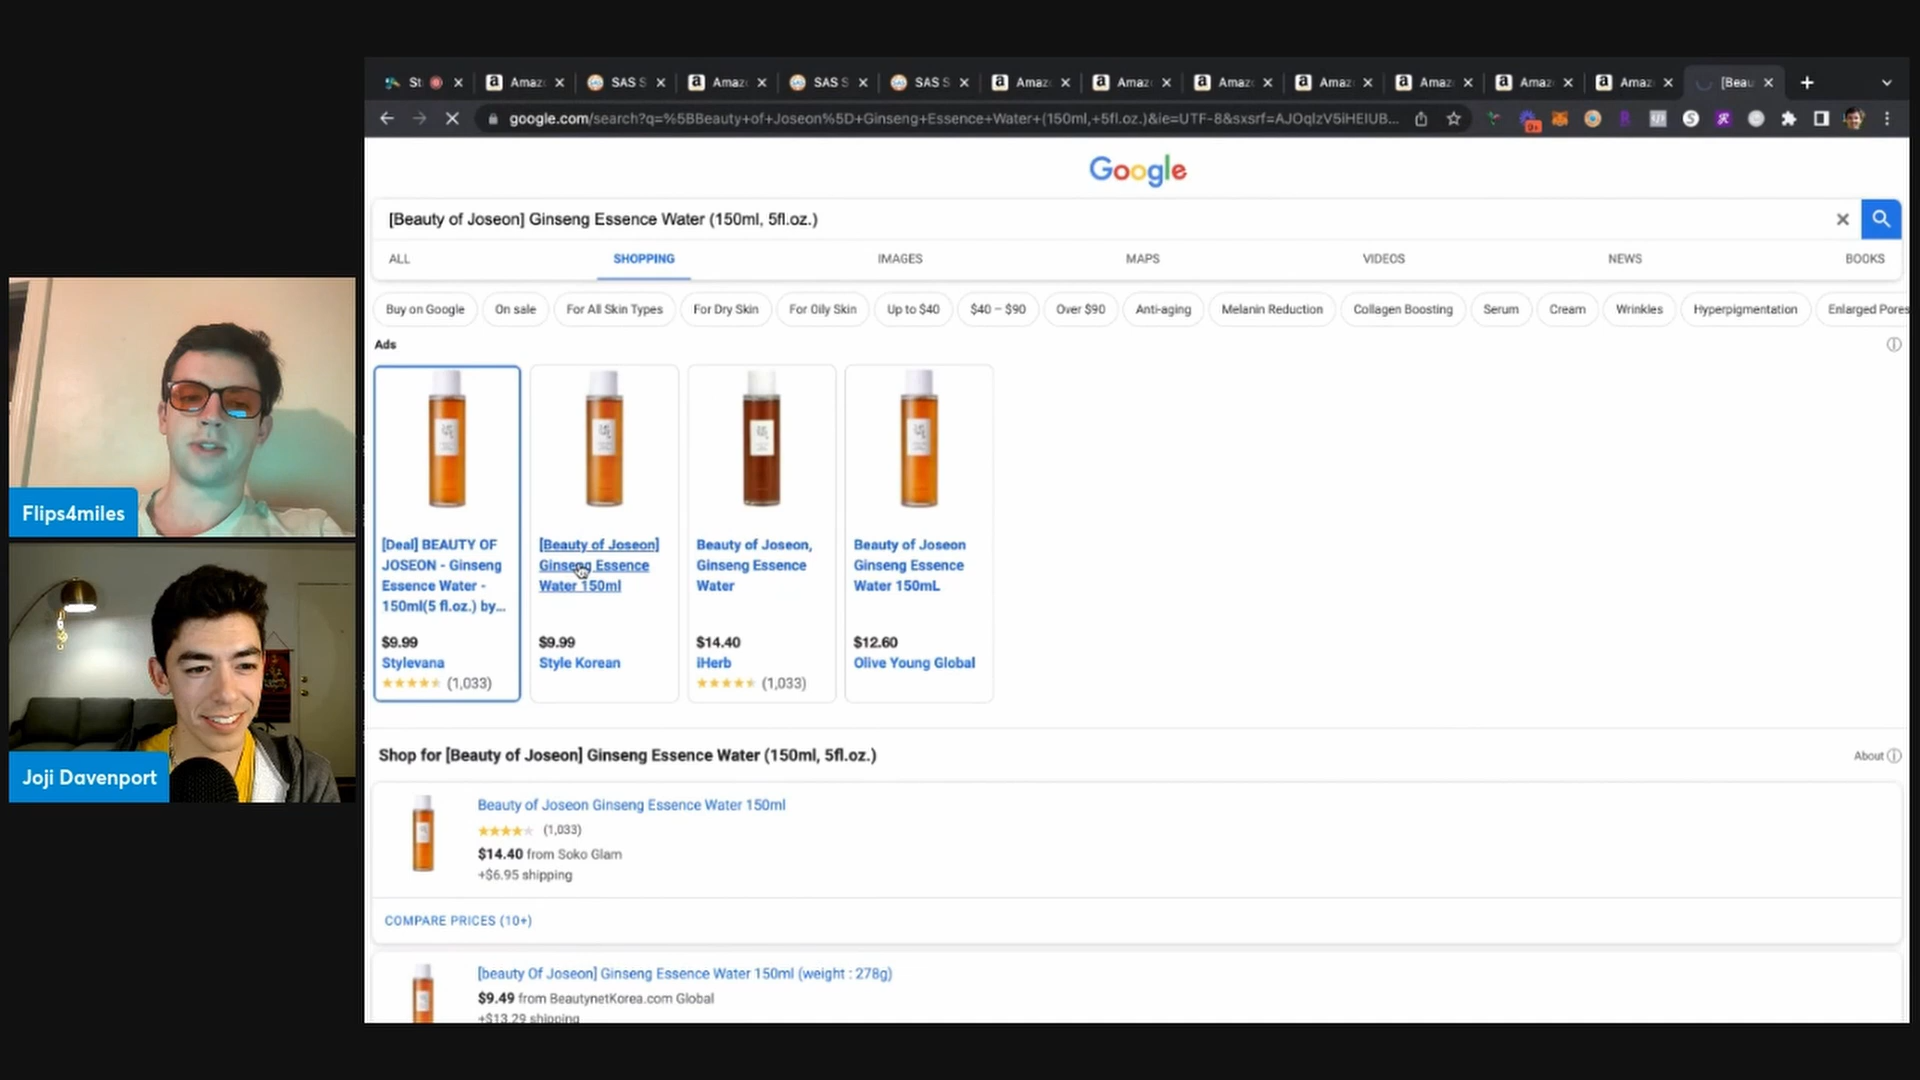 St
Amaz
SAS S
Amaz
SAS S
SAS S
Amaz
Amaz
Amaz
Amaz
Amaz
Amaz
Amaz
[Beau
google.com/search?q=%5BBeauty+of+Joseon%5D+Ginseng+Essence+Water+(150ml,+5fl.oz.)&ie=UTF-8&sxsrf=AJOqlzV5iHEIUB...
9+
Google
[Beauty of Joseon] Ginseng Essence Water (150ml, 5fl.oz.)
ALL SHOPPING IMAGES MAPS VIDEOS NEWS BOOKS
Buy on Google On sale For All Skin Types For Dry Skin For Oily Skin Up to $40 $40 – $90 Over $90 Anti-aging Melanin Reduction Collagen Boosting Serum Cream Wrinkles Hyperpigmentation Enlarged Pores
Ads
[Deal] BEAUTY OF
JOSEON - Ginseng
Essence Water -
150ml(5 fl.oz.) by...
$9.99
Stylevana
(1,033)
[Beauty of Joseon]
Ginseng Essence
Water 150ml
$9.99
Style Korean
Beauty of Joseon,
Ginseng Essence
Water
$14.40
iHerb
(1,033)
Beauty of Joseon
Ginseng Essence
Water 150mL
$12.60
Olive Young Global
Shop for [Beauty of Joseon] Ginseng Essence Water (150ml, 5fl.oz.)
About
Beauty of Joseon Ginseng Essence Water 150ml
(1,033)
$14.40 from Soko Glam
+$6.95 shipping
COMPARE PRICES (10+)
[beauty Of Joseon] Ginseng Essence Water 150ml (weight : 278g)
$9.49 from BeautynetKorea.com Global
+$13.29 shipping
Flips4miles
Joji Davenport